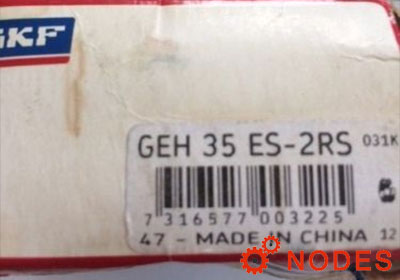 SKF
GEH 35 ES-2RS 031K
7 316577 003225
47 - MADE IN CHINA 12
NODES